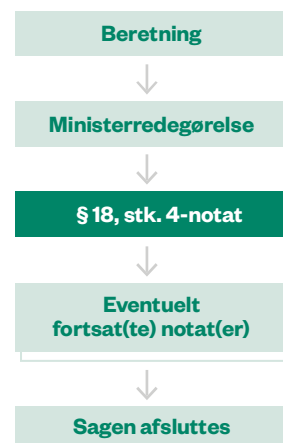 Beretning
Ministerredegørelse
§ 18, stk. 4-notat
Eventuelt
fortsat(te) notat(er)
Sagen afsluttes